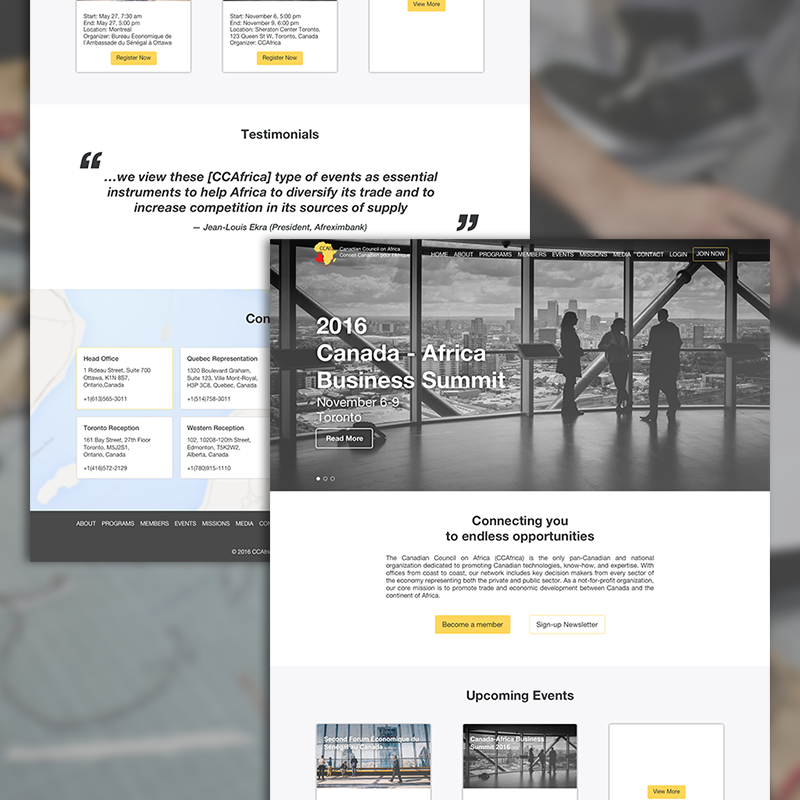 Start: May 27, 7:30 am
End: May 27, 5:00 pm
Location: Montreal
Organizer: Bureau Économique de
l'Ambasade du Sénégal à Ottawa
Register Now
Start: November 6, 5:00 pm
End: November 9, 6:00 pm
Location: Sheraton Center Toronto,
123 Queen St W, Toronto, Canada
Organizer: CCAfrica
Register Now
View More
Testimonials
“
…we view these [CCAfrica] type of events as essential
instruments to help Africa to diversify its trade and to
increase competition in its sources of supply
— Jean-Louis Ekra (President, Afreximbank)
”
Head Office
1 Rideau Street, Suite 700
Ottawa, K1N 8S7,
Ontario,Canada
+1(613)565-3011
Quebec Representation
1320 Boulevard Graham,
Suite 123, Ville Mont-Royal,
H3P 3C8, Quebec, Canada
+1(514)758-3011
Toronto Reception
161 Bay Street, 27th Floor
Toronto, M5J2S1,
Ontario, Canada
+1(416)572-2129
Western Reception
102, 10208-120th Street,
Edmonton, T5K2W2,
Alberta, Canada
+1(780)915-1110
ABOUT PROGRAMS MEMBERS EVENTS MISSIONS MEDIA
Canadian Council on Africa
Conseil Canadien pour l'Afrique
HOME ABOUT PROGRAMS MEMBERS EVENTS MISSIONS MEDIA CONTACT LOGIN JOIN NOW
2016
Canada - Africa
Business Summit
November 6-9
Toronto
Read More
Connecting you
to endless opportunities
The Canadian Council on Africa (CCAfrica) is the only pan-Canadian and national
organization dedicated to promoting Canadian technologies, know-how, and expertise. With
offices from coast to coast, our network includes key decision makers from every sector of
the economy representing both the private and public sector. As a not-for-profit organization,
our core mission is to promote trade and economic development between Canada and the
continent of Africa.
Become a member
Sign-up Newsletter
Upcoming Events
Second Forum Économique du
Sénégal au Canada
Canada-Africa Business
Summit 2016
View More